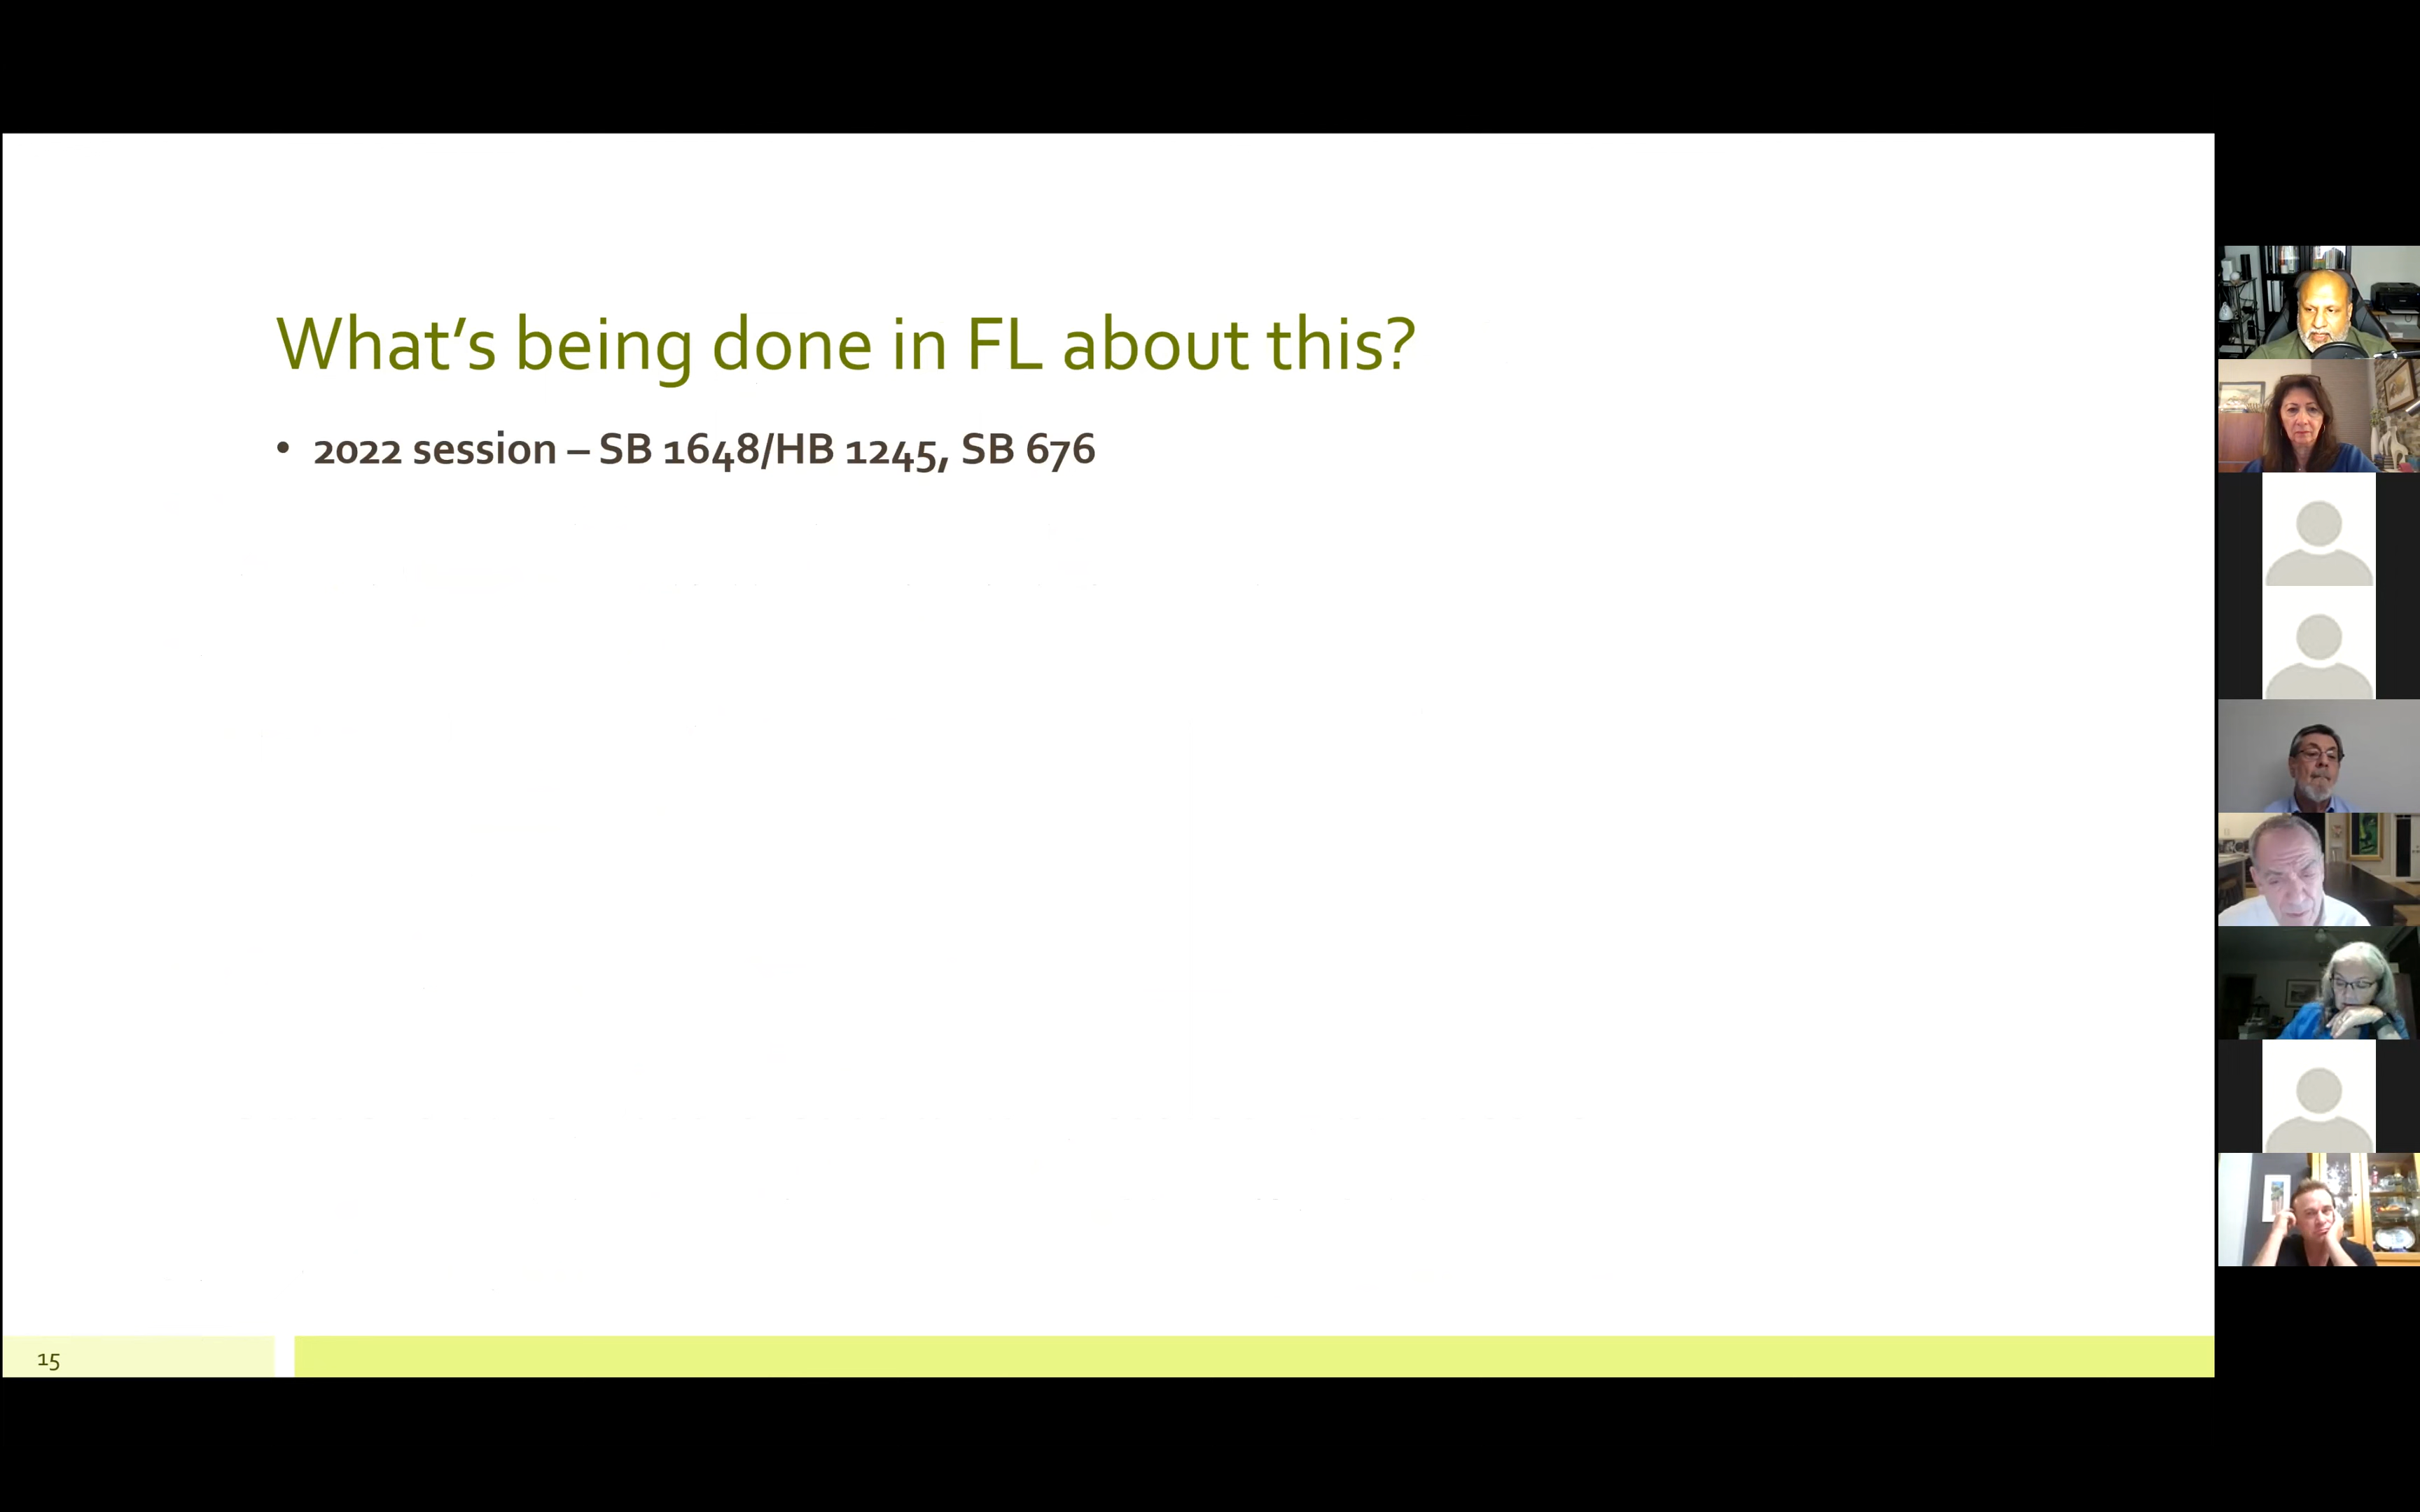 What's being done in FL about this?
• 2022 session – SB 1648/HB 1245, SB 676
15